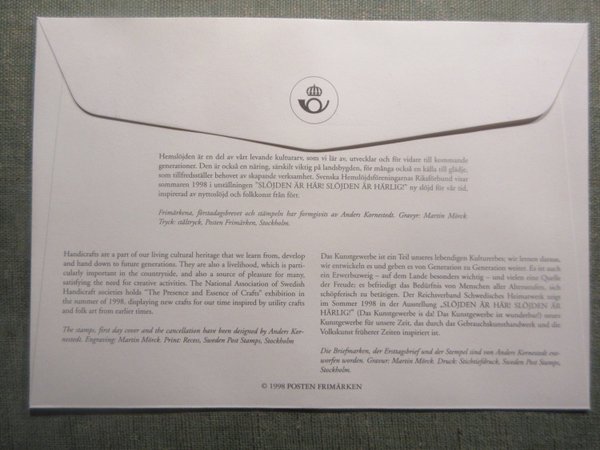 Hemslöjden är en del av vårt levande kulturarv, som vi lär av, utvecklar och för vidare till kommande
generationer. Den är också en näring, särskilt viktig på landsbygden, för många också en källa till glädje,
som tillfredsställer behovet av skapande verksamhet. Svenska Hemslöjdsföreningarnas Riksförbund visar
sommaren 1998 i utställningen "SLÖJDEN ÄR HÄR! SLÖJDEN ÄR HÄRLIG!" ny slöjd för vår tid,
inspirerad av nyttoslöjd och folkkonst från förr.
Frimärkena, förstadagsbrevet och stämpeln har formgivits av Anders Kornestedt. Gravyr: Martin Mörck.
Tryck: ståltryck, Posten Frimärken, Stockholm.
Handicrafts are a part of our living cultural heritage that we learn from, develop
and hand down to future generations. They are also a livelihood, which is parti-
cularly important in the countryside, and also a source of pleasure for many,
satisfying the need for creative activities. The National Association of Swedish
Handicraft societies holds "The Presence and Essence of Crafts" exhibition in
the summer of 1998, displaying new crafts for our time inspired by utility crafts
and folk art from earlier times.
The stamps, first day cover and the cancellation have been designed by Anders Kor-
nestedt. Engraving: Martin Mörck. Print: Recess, Sweden Post Stamps, Stockholm
Das Kunstgewerbe ist ein Teil unseres lebendigen Kulturerbes; wir lernen daraus,
wir entwickeln es und geben es von Generation zu Generation weiter. Es ist auch
ein Erwerbszweig – auf dem Lande besonders wichtig – und vielen eine Quelle
der Freude; es befriedigt das Bedürfnis von Menschen aller Altersstufen, sich
schöpferisch zu betätigen. Der Reichsverband Schwedisches Heimatwerk zeigt
im Sommer 1998 in der Ausstellung „SLÖJDEN ÄR HÄR! SLÖJDEN ÄR
HÄRLIG!" (Das Kunstgewerbe is da! Das Kunstgewerbe ist wunderbar!) neues
Kunstgewerbe für unsere Zeit, das durch Gebrauchskunsthandwerk und die
Volkskunst früherer Zeiten inspiriert ist.
Die Briefmarken, der Ersttagsbrief und der Stempel sind von Anders Kornestedt ent-
worfen worden. Gravur: Martin Mörck. Druck: Stichtiefdruck, Sweden Post Stamps,
Stockholm.
© 1998 POSTEN FRIMÄRKEN